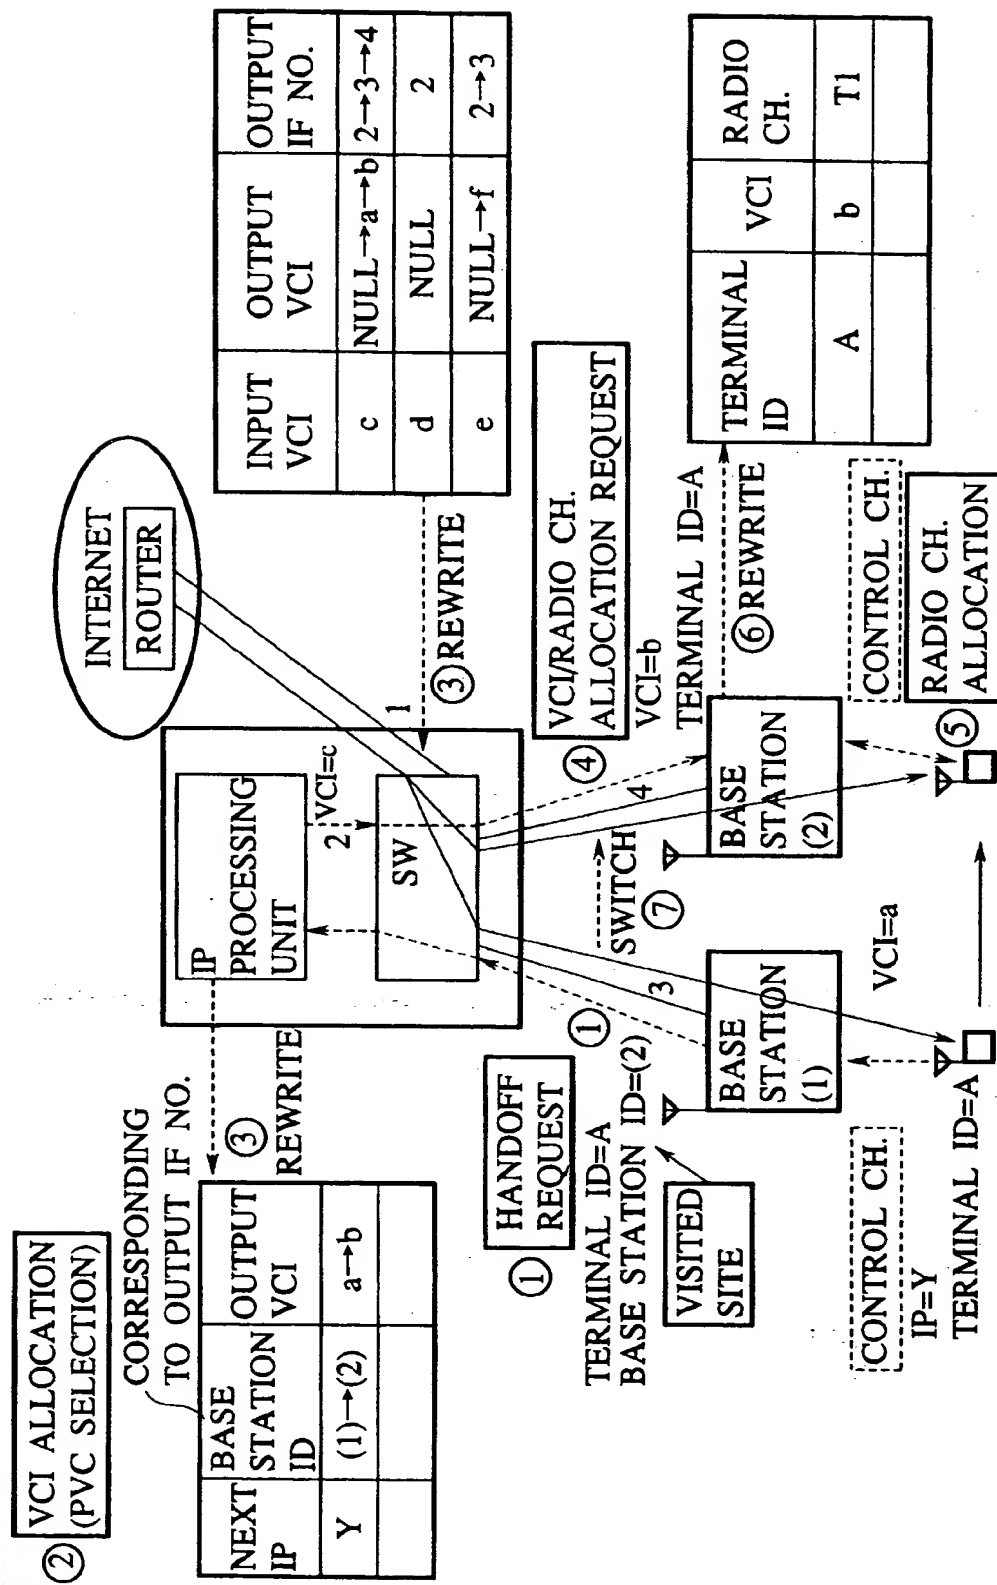 ② VCI ALLOCATION
(PVC SELECTION)
CORRESPONDING
TO OUTPUT IF NO.
NEXT IP | BASE STATION ID | OUTPUT VCI
Y | (1)→(2) | a→b
③
REWRITE
INTERNET
ROUTER
IP
PROCESSING
UNIT
2
VCI=c
SW
1
③ REWRITE
INPUT VCI | OUTPUT VCI | OUTPUT IF NO.
c | NULL→a→b | 2→3→4
d | NULL | 2
e | NULL→f | 2→3
① HANDOFF
REQUEST
TERMINAL ID=A
BASE STATION ID=(2)
VISITED
SITE
①
3
SWITCH
⑦
4
④ VCI/RADIO CH.
ALLOCATION REQUEST
VCI=b
TERMINAL ID=A
⑥ REWRITE
TERMINAL ID | VCI | RADIO CH.
A | b | T1
BASE
STATION
(1)
BASE
STATION
(2)
CONTROL CH.
IP=Y
TERMINAL ID=A
VCI=a
CONTROL CH.
⑤ RADIO CH.
ALLOCATION